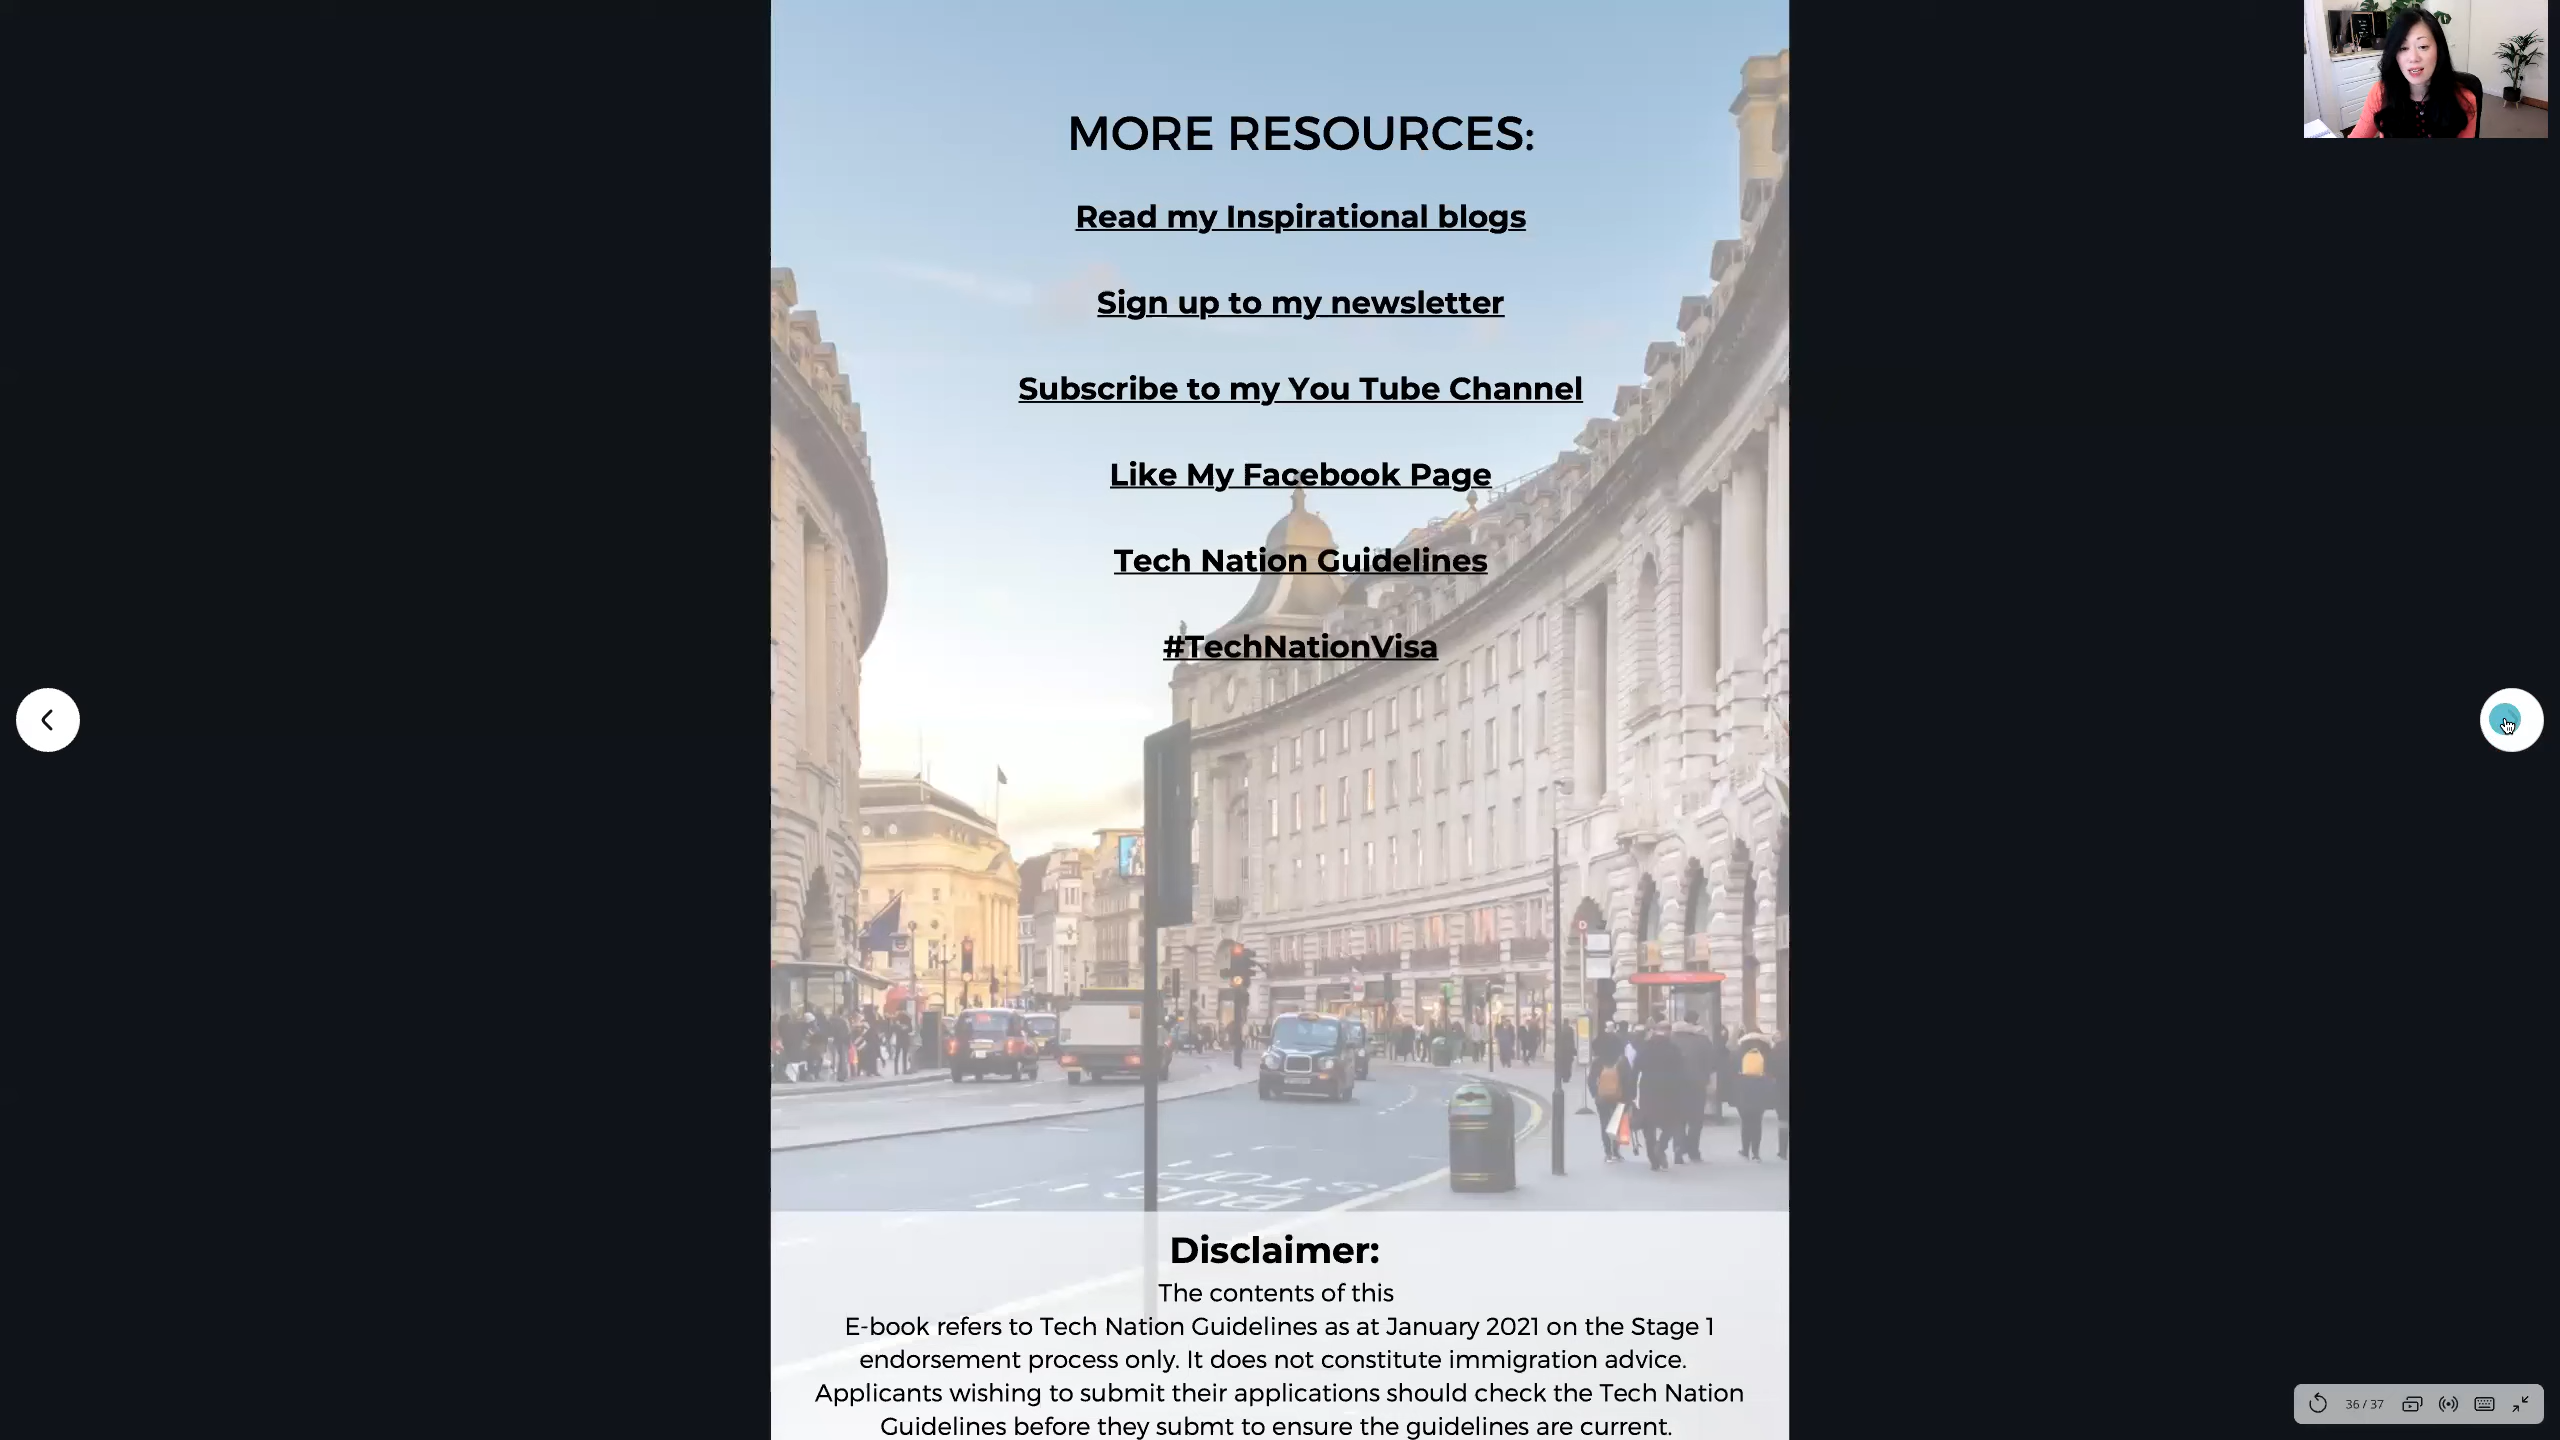 MORE RESOURCES:
Read my Inspirational blogs
Sign up to my newsletter
Subscribe to my You Tube Channel
Like My Facebook Page
Tech Nation Guidelines
#TechNationVisa
BUS
STOP
Disclaimer:
The contents of this
E-book refers to Tech Nation Guidelines as at January 2021 on the Stage 1
endorsement process only. It does not constitute immigration advice.
Applicants wishing to submit their applications should check the Tech Nation
Guidelines before they submt to ensure the guidelines are current.
36 / 37